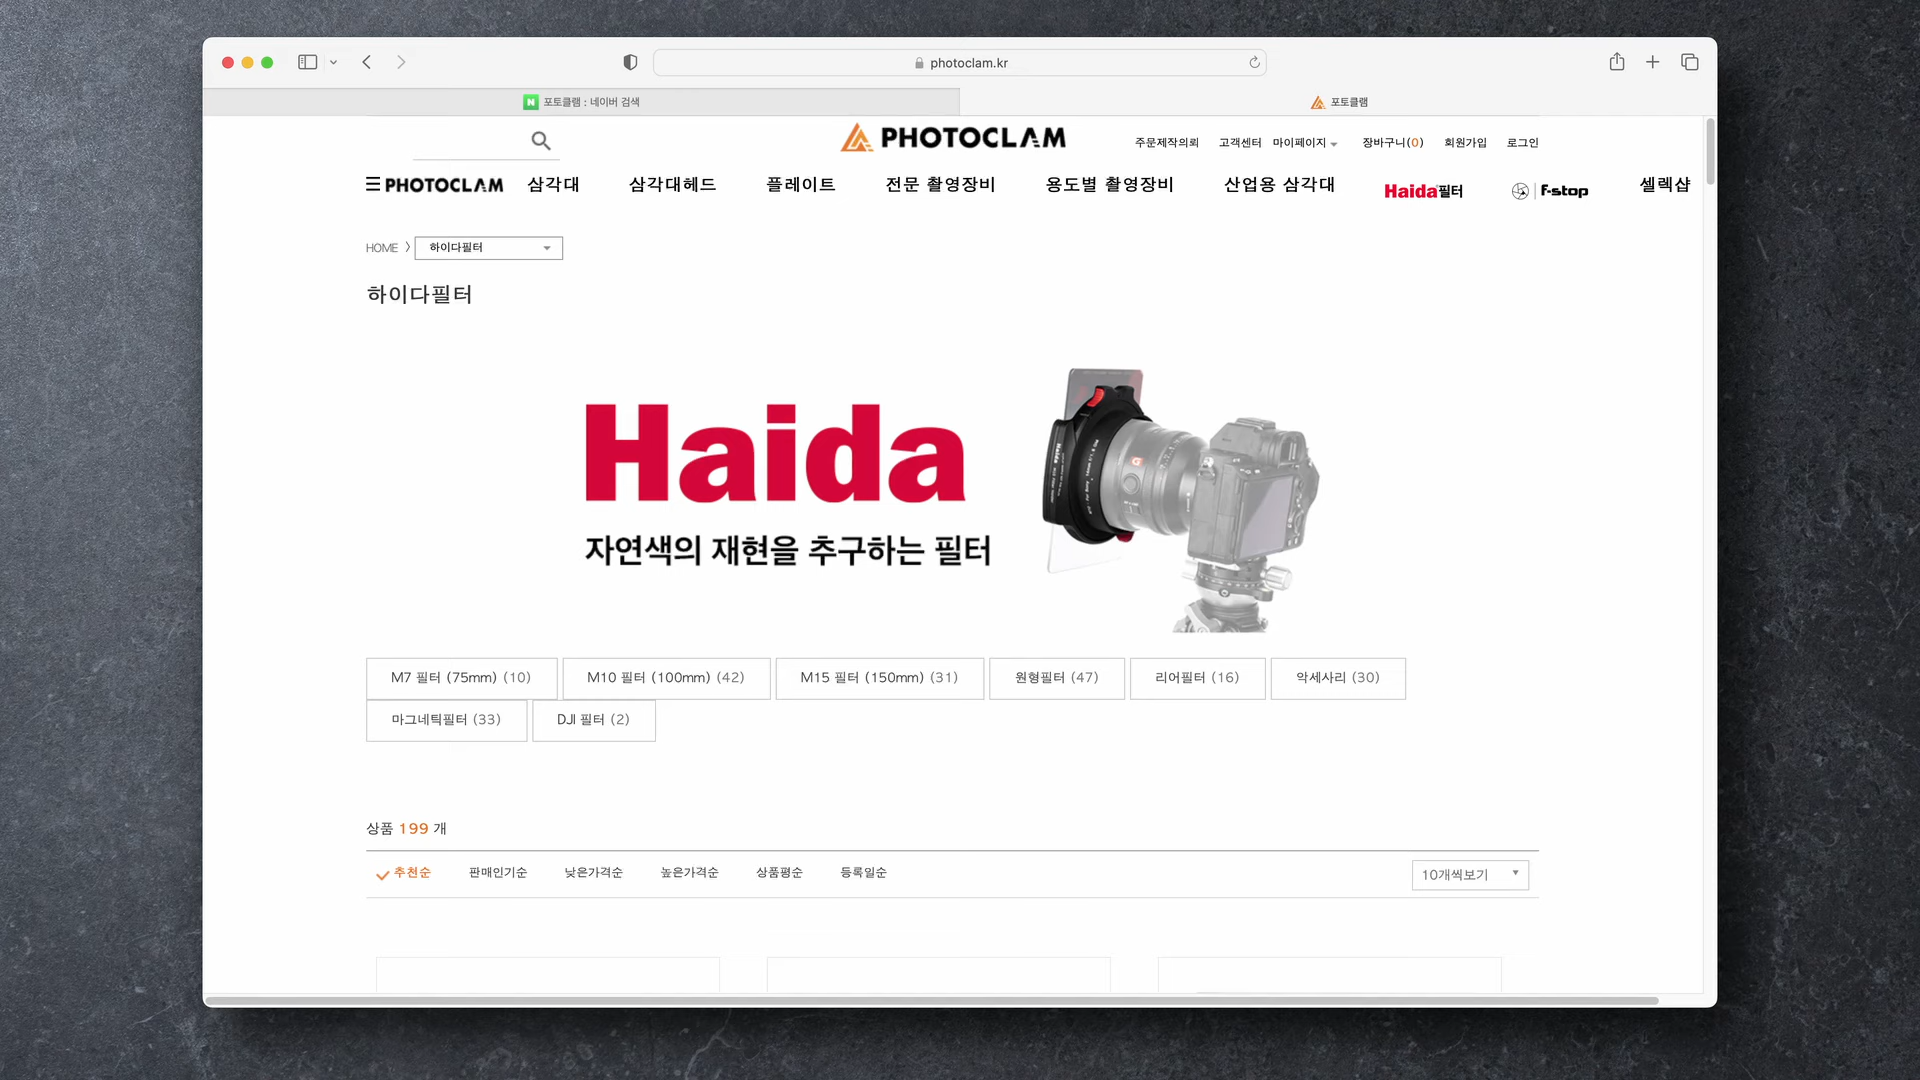 photoclam.kr
N 포토클램 : 네이버 검색
포토클램
PHOTOCLAM
주문제작의뢰 고객센터 마이페이지 장바구니(0) 회원가입 로그인
PHOTOCLAM 삼각대 삼각대헤드 플레이트 전문 촬영장비 용도별 촬영장비 산업용 삼각대 Haida필터 f-stop 셀렉샵
HOME 〉 하이다필터
하이다필터
Haida
자연색의 재현을 추구하는 필터
M7 필터 (75mm) (10) M10 필터 (100mm) (42) M15 필터 (150mm) (31) 원형필터 (47) 리어필터 (16) 악세사리 (30)
마그네틱필터 (33) DJI 필터 (2)
상품 199 개
추천순 판매인기순 낮은가격순 높은가격순 상품평순 등록일순 10개씩보기